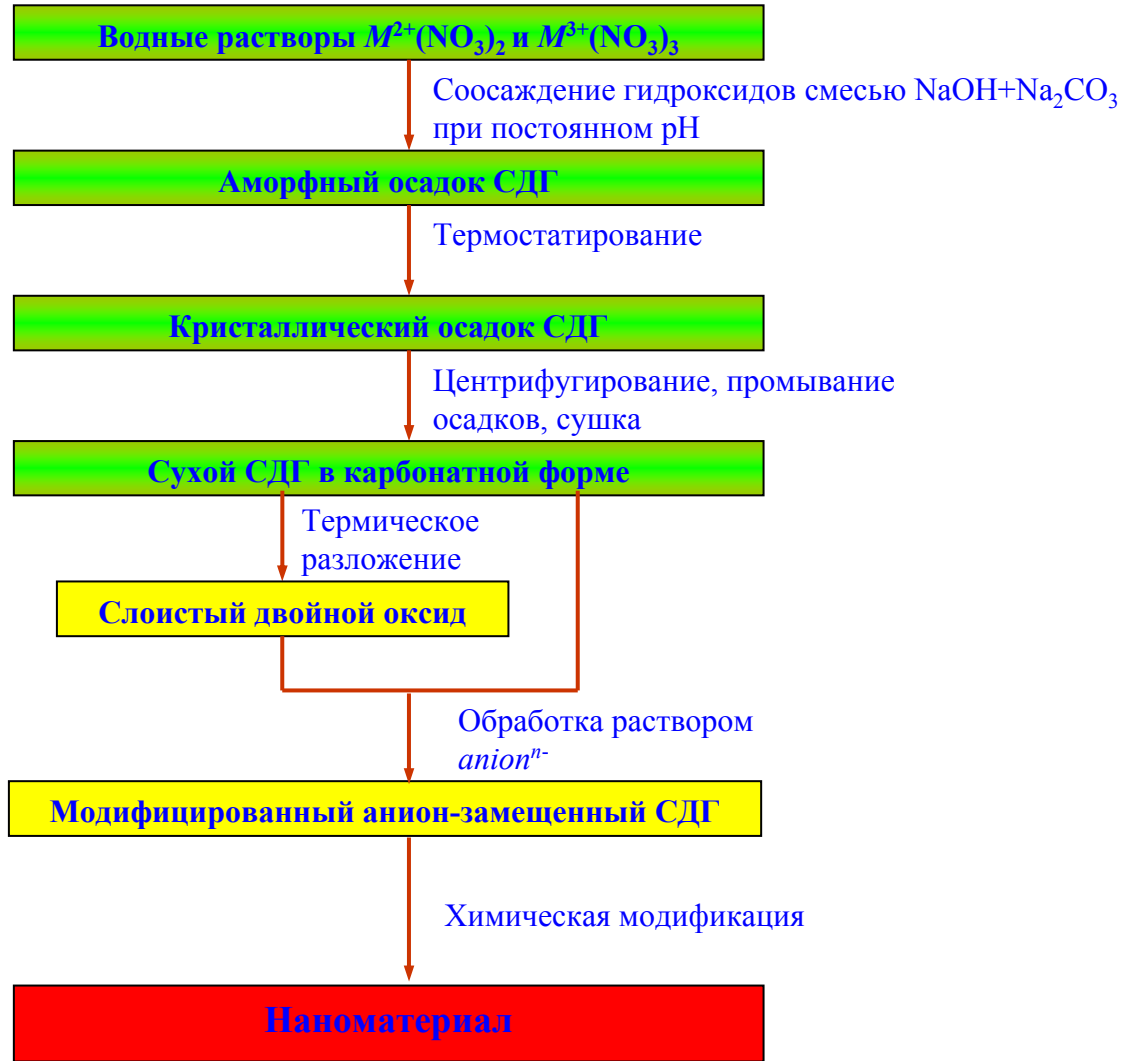 Водные растворы M²⁺(NO₃)₂ и M³⁺(NO₃)₃
Соосаждение гидроксидов смесью NaOH+Na₂CO₃
при постоянном pH
Аморфный осадок СДГ
Термостатирование
Кристаллический осадок СДГ
Центрифугирование, промывание
осадков, сушка
Сухой СДГ в карбонатной форме
Термическое
разложение
Слоистый двойной оксид
Обработка раствором
anionⁿ⁻
Модифицированный анион-замещенный СДГ
Химическая модификация
Наноматериал